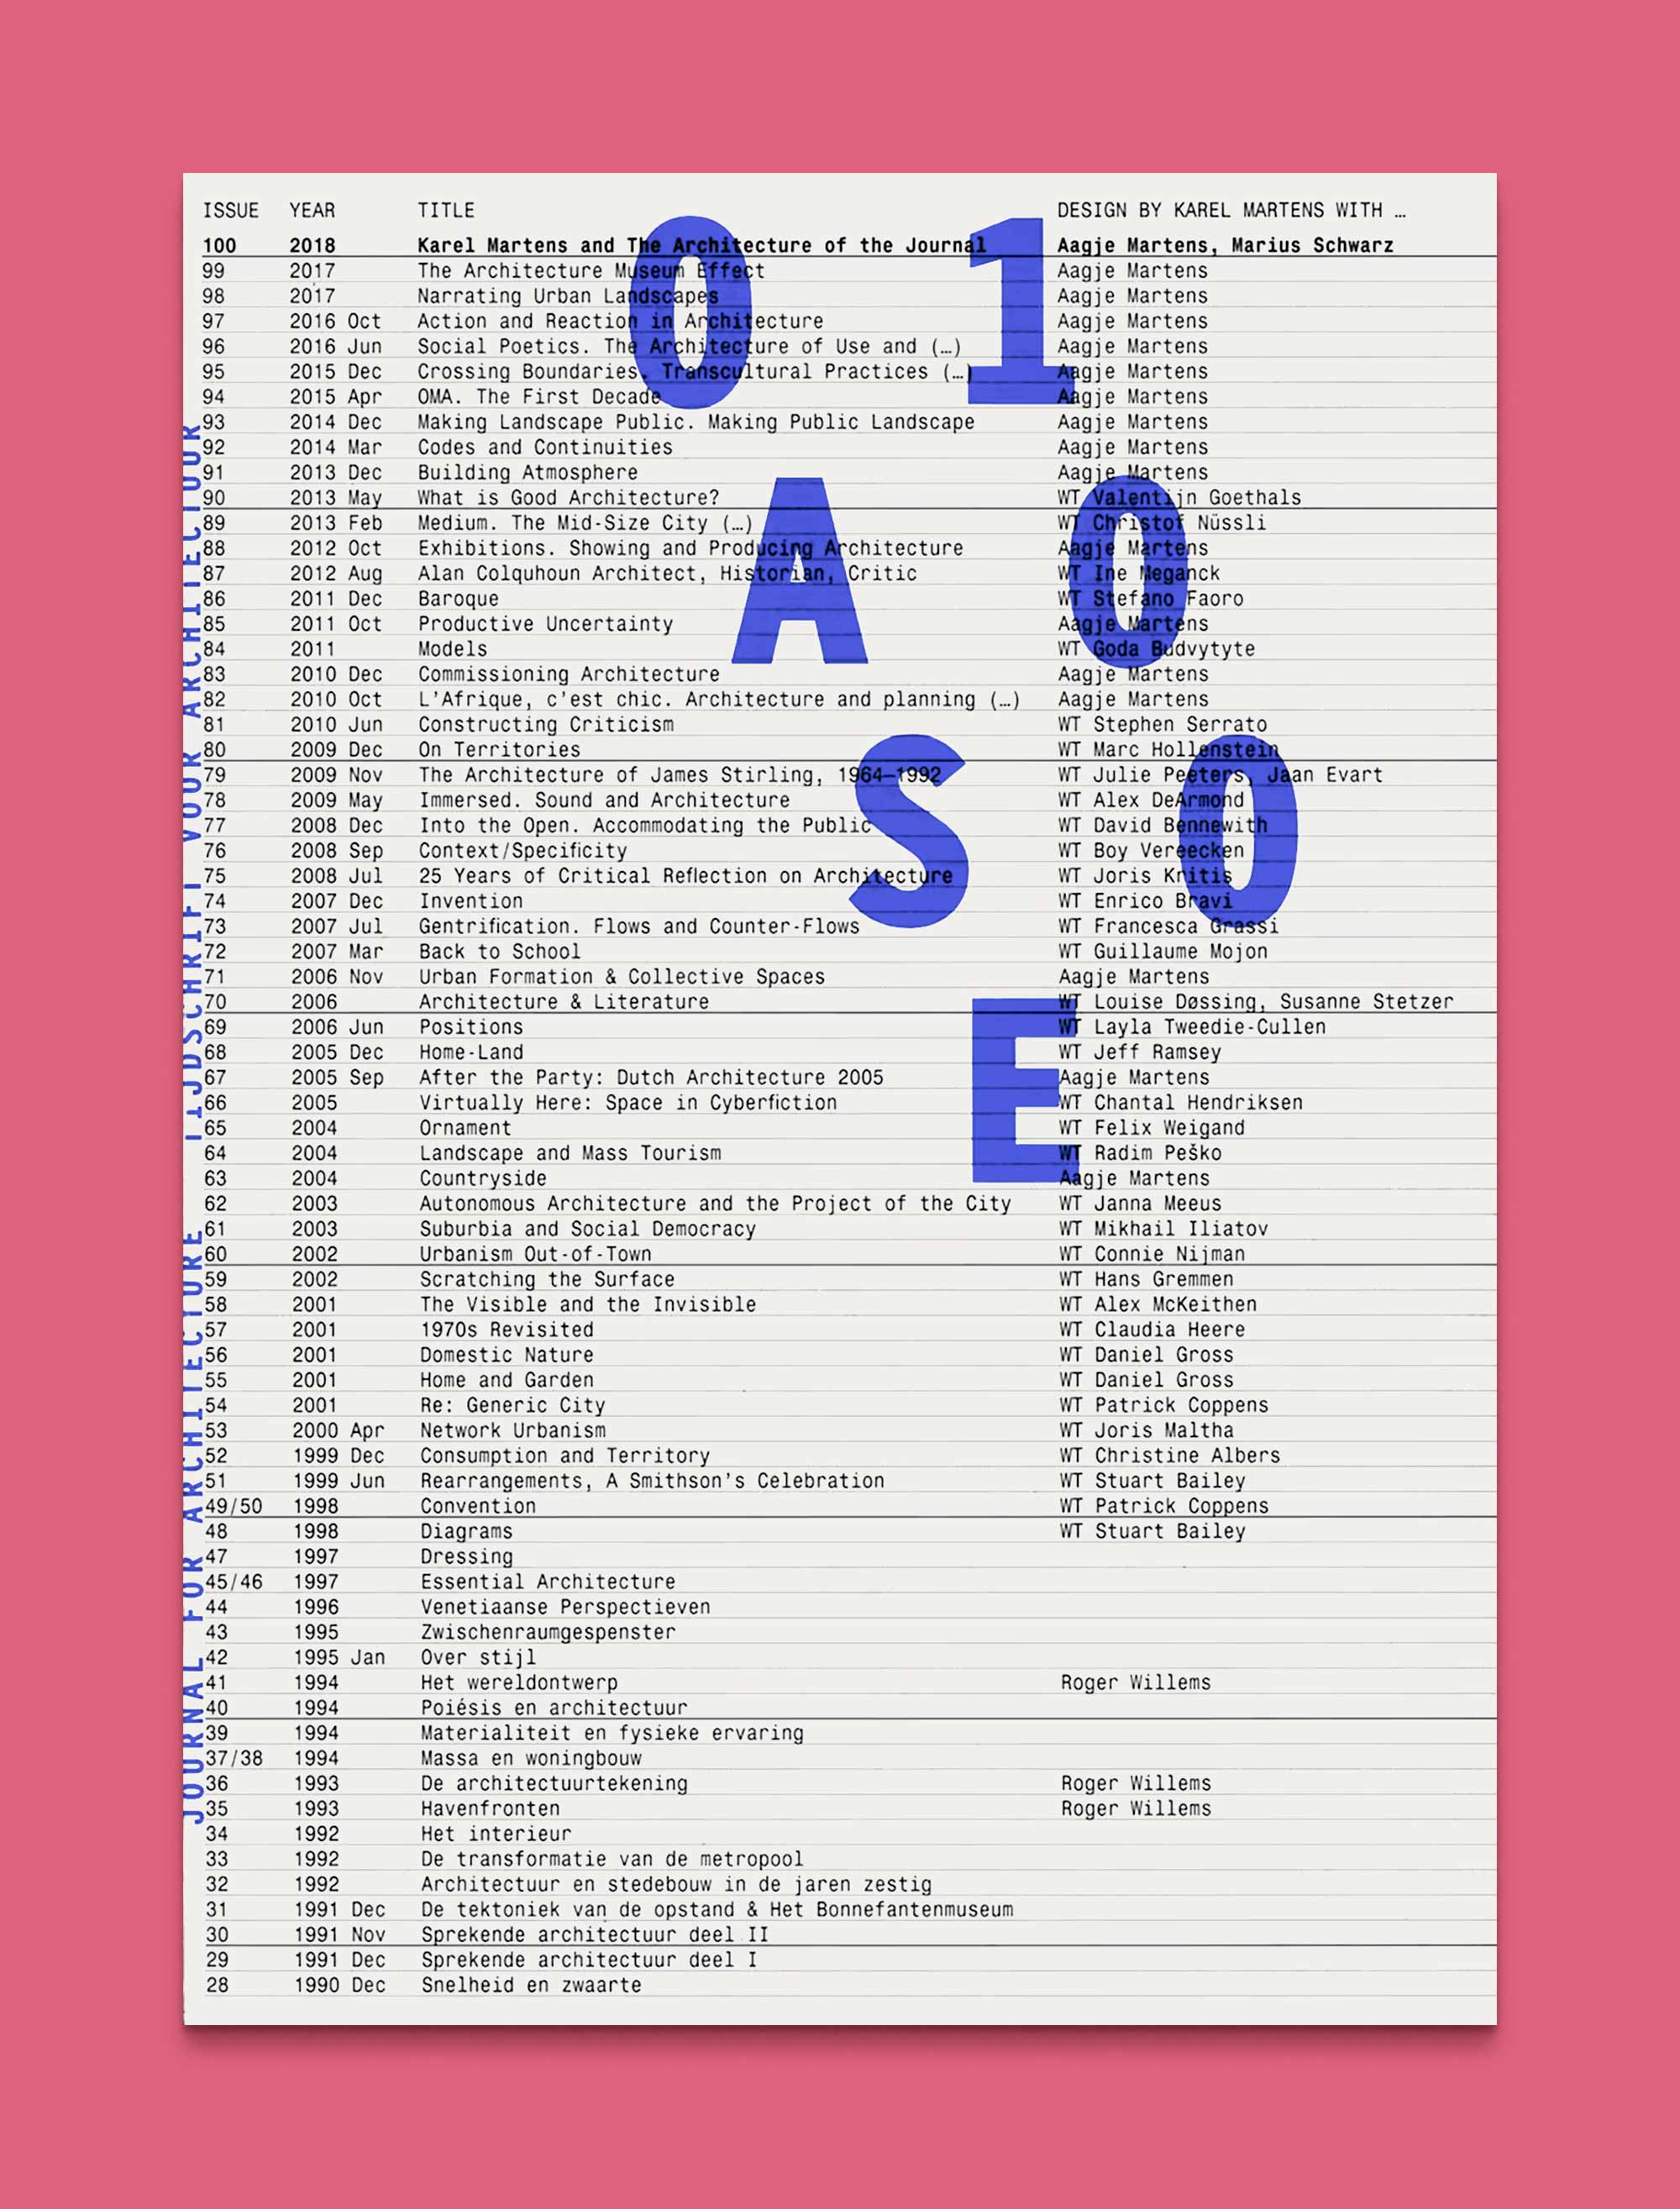 ISSUE YEAR TITLE DESIGN BY KAREL MARTENS WITH …
100 2018 Karel Martens and The Architecture of the Journal Aagje Martens, Marius Schwarz
99 2017 The Architecture Museum Effect Aagje Martens
98 2017 Narrating Urban Landscapes Aagje Martens
97 2016 Oct Action and Reaction in Architecture Aagje Martens
96 2016 Jun Social Poetics. The Architecture of Use and (…) Aagje Martens
95 2015 Dec Crossing Boundaries. Transcultural Practices (…) Aagje Martens
94 2015 Apr OMA. The First Decade Aagje Martens
93 2014 Dec Making Landscape Public. Making Public Landscape Aagje Martens
92 2014 Mar Codes and Continuities Aagje Martens
91 2013 Dec Building Atmosphere Aagje Martens
90 2013 May What is Good Architecture? WT Valentijn Goethals
89 2013 Feb Medium. The Mid-Size City (…) WT Christof Nüssli
88 2012 Oct Exhibitions. Showing and Producing Architecture Aagje Martens
87 2012 Aug Alan Colquhoun Architect, Historian, Critic WT Ine Meganck
86 2011 Dec Baroque WT Stefano Faoro
85 2011 Oct Productive Uncertainty Aagje Martens
84 2011 Models WT Goda Budvytyte
83 2010 Dec Commissioning Architecture Aagje Martens
82 2010 Oct L'Afrique, c'est chic. Architecture and planning (…) Aagje Martens
81 2010 Jun Constructing Criticism WT Stephen Serrato
80 2009 Dec On Territories WT Marc Hollenstein
79 2009 Nov The Architecture of James Stirling, 1964–1992 WT Julie Peeters, Jaan Evart
78 2009 May Immersed. Sound and Architecture WT Alex DeArmond
77 2008 Dec Into the Open. Accommodating the Public WT David Bennewith
76 2008 Sep Context/Specificity WT Boy Vereecken
75 2008 Jul 25 Years of Critical Reflection on Architecture WT Joris Kritis
74 2007 Dec Invention WT Enrico Bravi
73 2007 Jul Gentrification. Flows and Counter-Flows WT Francesca Grassi
72 2007 Mar Back to School WT Guillaume Mojon
71 2006 Nov Urban Formation & Collective Spaces Aagje Martens
70 2006 Architecture & Literature WT Louise Døssing, Susanne Stetzer
69 2006 Jun Positions WT Layla Tweedie-Cullen
68 2005 Dec Home-Land WT Jeff Ramsey
67 2005 Sep After the Party: Dutch Architecture 2005 Aagje Martens
66 2005 Virtually Here: Space in Cyberfiction WT Chantal Hendriksen
65 2004 Ornament WT Felix Weigand
64 2004 Landscape and Mass Tourism WT Radim Peško
63 2004 Countryside Aagje Martens
62 2003 Autonomous Architecture and the Project of the City WT Janna Meeus
61 2003 Suburbia and Social Democracy WT Mikhail Iliatov
60 2002 Urbanism Out-of-Town WT Connie Nijman
59 2002 Scratching the Surface WT Hans Gremmen
58 2001 The Visible and the Invisible WT Alex McKeithen
57 2001 1970s Revisited WT Claudia Heere
56 2001 Domestic Nature WT Daniel Gross
55 2001 Home and Garden WT Daniel Gross
54 2001 Re: Generic City WT Patrick Coppens
53 2000 Apr Network Urbanism WT Joris Maltha
52 1999 Dec Consumption and Territory WT Christine Albers
51 1999 Jun Rearrangements, A Smithson's Celebration WT Stuart Bailey
49/50 1998 Convention WT Patrick Coppens
48 1998 Diagrams WT Stuart Bailey
47 1997 Dressing
45/46 1997 Essential Architecture
44 1996 Venetiaanse Perspectieven
43 1995 Zwischenraumgespenster
42 1995 Jan Over stijl
41 1994 Het wereldontwerp Roger Willems
40 1994 Poiésis en architectuur
39 1994 Materialiteit en fysieke ervaring
37/38 1994 Massa en woningbouw
36 1993 De architectuurtekening Roger Willems
35 1993 Havenfronten Roger Willems
34 1992 Het interieur
33 1992 De transformatie van de metropool
32 1992 Architectuur en stedebouw in de jaren zestig
31 1991 Dec De tektoniek van de opstand & Het Bonnefantenmuseum
30 1991 Nov Sprekende architectuur deel II
29 1991 Dec Sprekende architectuur deel I
28 1990 Dec Snelheid en zwaarte
O 1
A 0
S 0
E
JOURNAL FOR ARCHITECTURE TIJDSCHRIFT VOOR ARCHITECTUUR